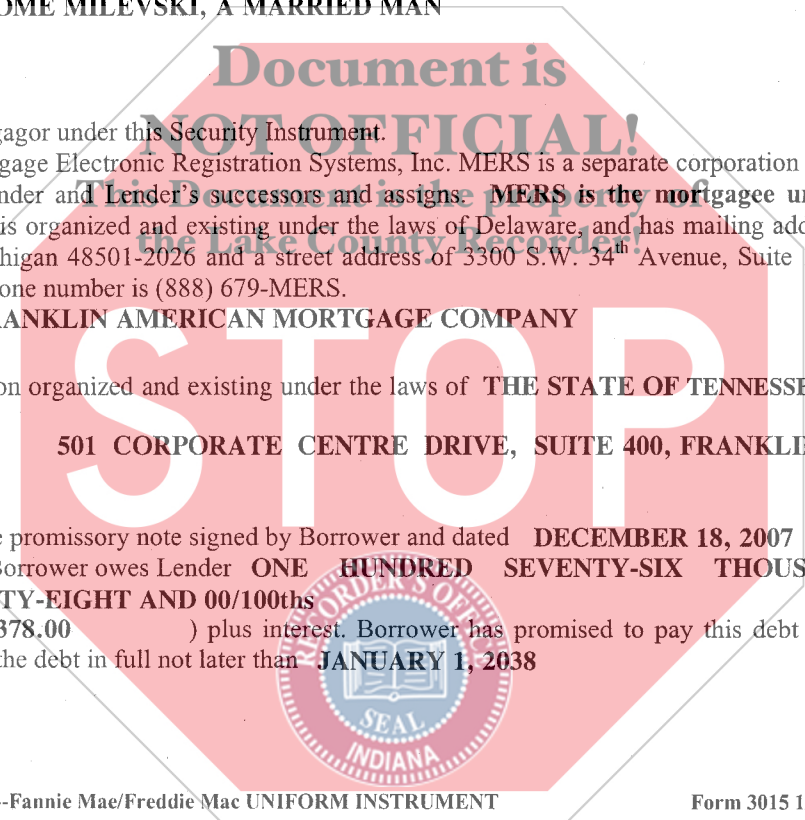 OME MILEVSKI, A MARRIED MAN
Document is
NOT OFFICIAL!
gagor under this Security Instrument.
gage Electronic Registration Systems, Inc. MERS is a separate corporation
nder and Lender's successors and assigns. MERS is the mortgagee un
This Document is the property of
is organized and existing under the laws of Delaware, and has mailing add
the Lake County Recorder!
higan 48501-2026 and a street address of 3300 S.W. 34th Avenue, Suite
one number is (888) 679-MERS.
RANKLIN AMERICAN MORTGAGE COMPANY
STOP
on organized and existing under the laws of THE STATE OF TENNESSE
501 CORPORATE CENTRE DRIVE, SUITE 400, FRANKLI
e promissory note signed by Borrower and dated DECEMBER 18, 2007
Borrower owes Lender ONE HUNDRED SEVENTY-SIX THOUS
TY-EIGHT AND 00/100ths
378.00 ) plus interest. Borrower has promised to pay this debt
the debt in full not later than JANUARY 1, 2038
RECORDER'S OFFICE
SEAL
INDIANA
--Fannie Mae/Freddie Mac UNIFORM INSTRUMENT Form 3015 1